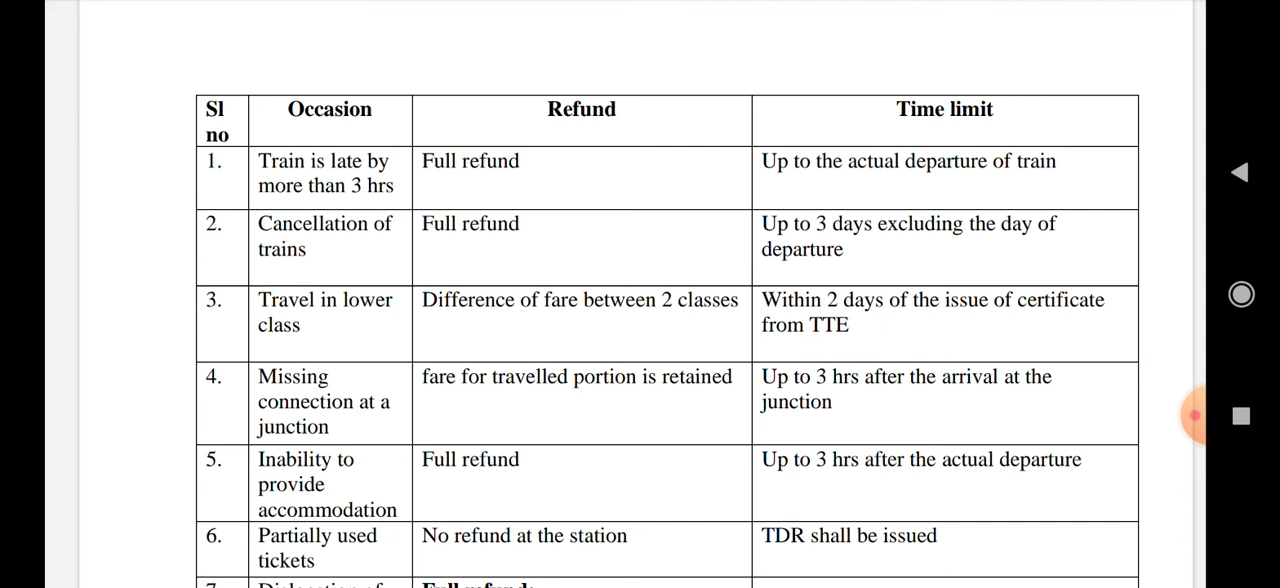 Sl no | Occasion | Refund | Time limit
1. | Train is late by more than 3 hrs | Full refund | Up to the actual departure of train
2. | Cancellation of trains | Full refund | Up to 3 days excluding the day of departure
3. | Travel in lower class | Difference of fare between 2 classes | Within 2 days of the issue of certificate from TTE
4. | Missing connection at a junction | fare for travelled portion is retained | Up to 3 hrs after the arrival at the junction
5. | Inability to provide accommodation | Full refund | Up to 3 hrs after the actual departure
6. | Partially used tickets | No refund at the station | TDR shall be issued